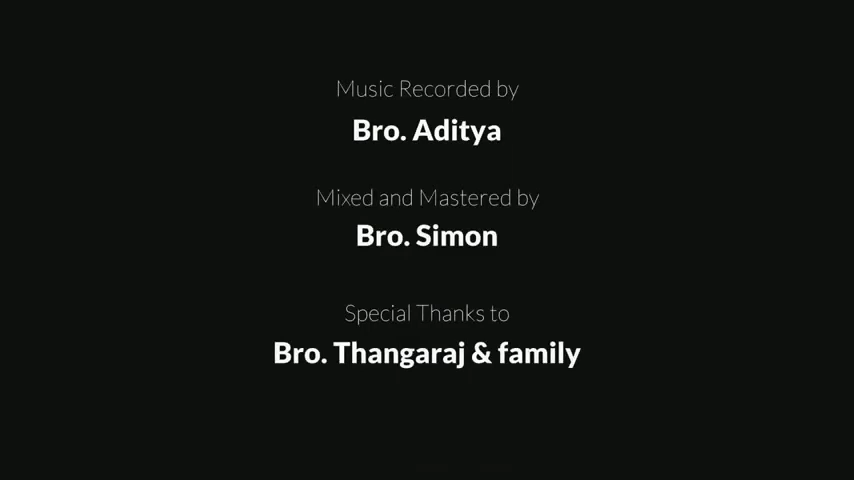 Music Recorded by
Bro. Aditya
Mixed and Mastered by
Bro. Simon
Special Thanks to
Bro. Thangaraj & family